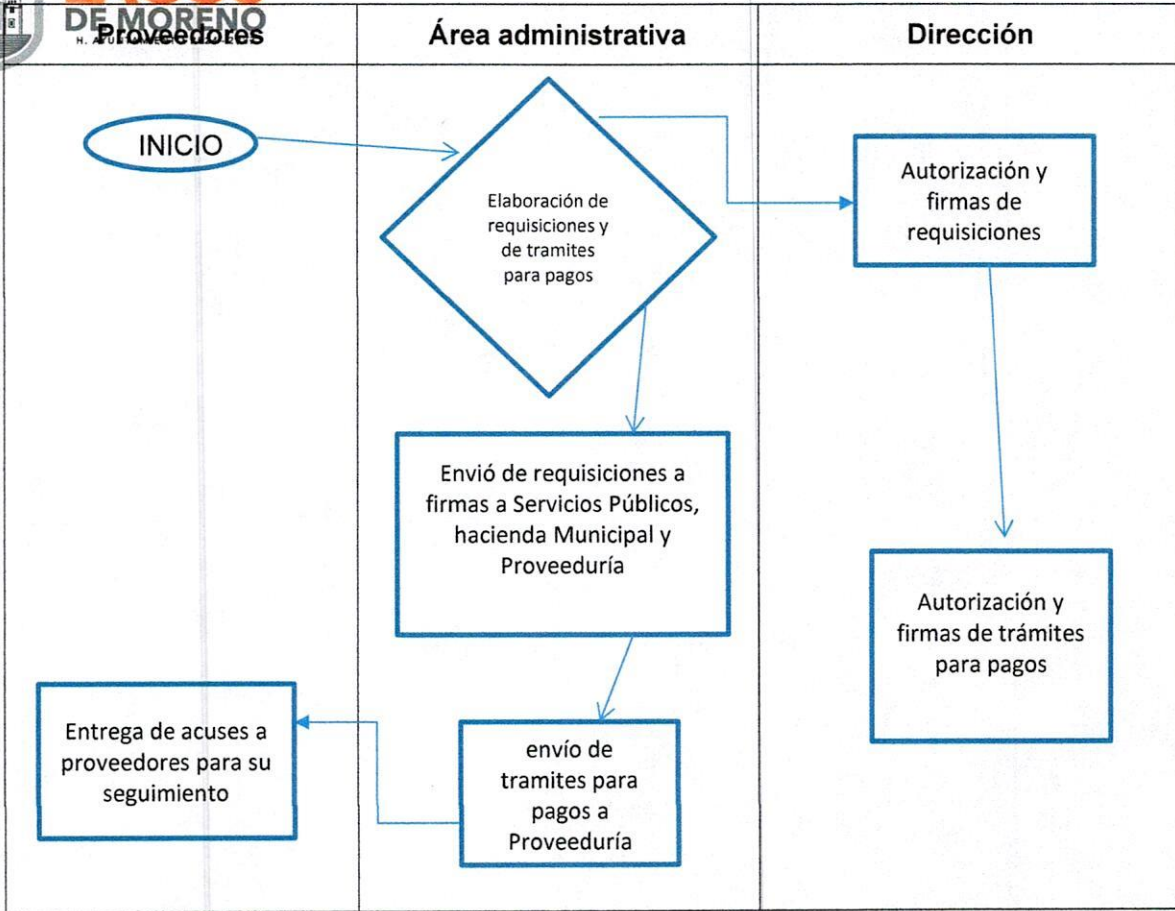 DE MORENO
Proveedores
Área administrativa
Dirección
INICIO
Elaboración de
requisiciones y
de tramites
para pagos
Autorización y
firmas de
requisiciones
Envió de requisiciones a
firmas a Servicios Públicos,
hacienda Municipal y
Proveeduría
Autorización y
firmas de trámites
para pagos
Entrega de acuses a
proveedores para su
seguimiento
envío de
tramites para
pagos a
Proveeduría